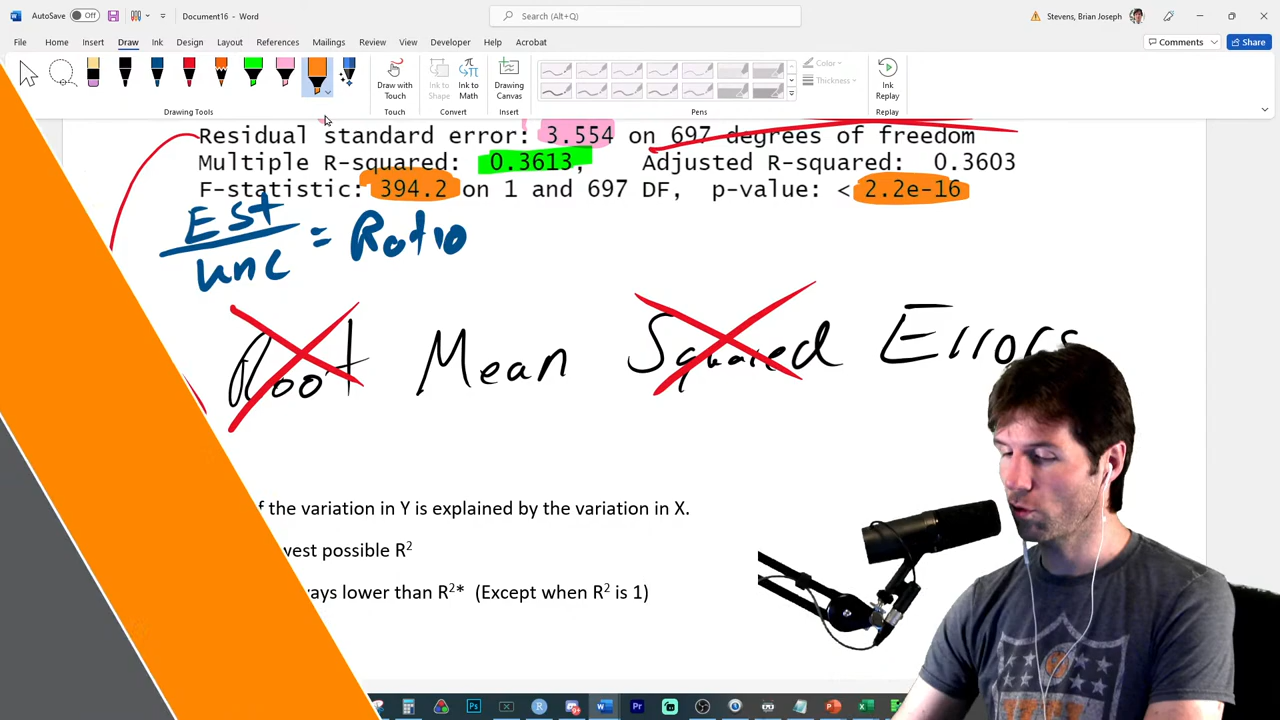 AutoSave Off Document16 - Word Search (Alt+Q) Stevens, Brian Joseph
File Home Insert Draw Ink Design Layout References Mailings Review View Developer Help Acrobat Comments Share
Draw with Touch Ink to Shape Ink to Math Drawing Canvas Color Thickness Ink Replay
Drawing Tools Touch Convert Insert Pens Replay
Residual standard error: 3.554 on 697 degrees of freedom
Multiple R-squared: 0.3613, Adjusted R-squared: 0.3603
F-statistic: 394.2 on 1 and 697 DF, p-value: < 2.2e-16
Est
unc = Ratio
Root Mean Squared Errors
f the variation in Y is explained by the variation in X.
west possible R²
ays lower than R²* (Except when R² is 1)